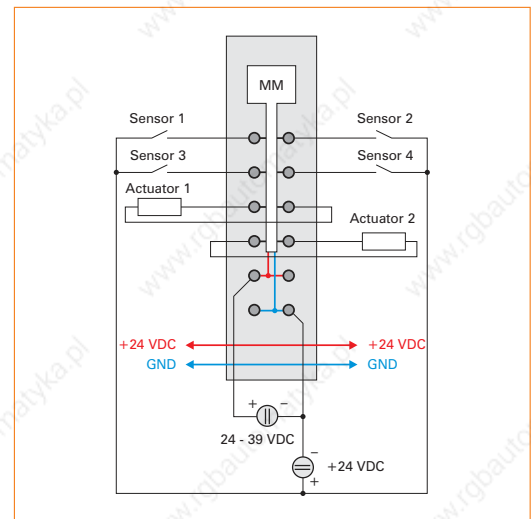 MM
Sensor 1
Sensor 2
Sensor 3
Sensor 4
Actuator 1
Actuator 2
+24 VDC
+24 VDC
GND
GND
+
−
24 - 39 VDC
−
+24 VDC
+
www.rgbautomatyka.pl